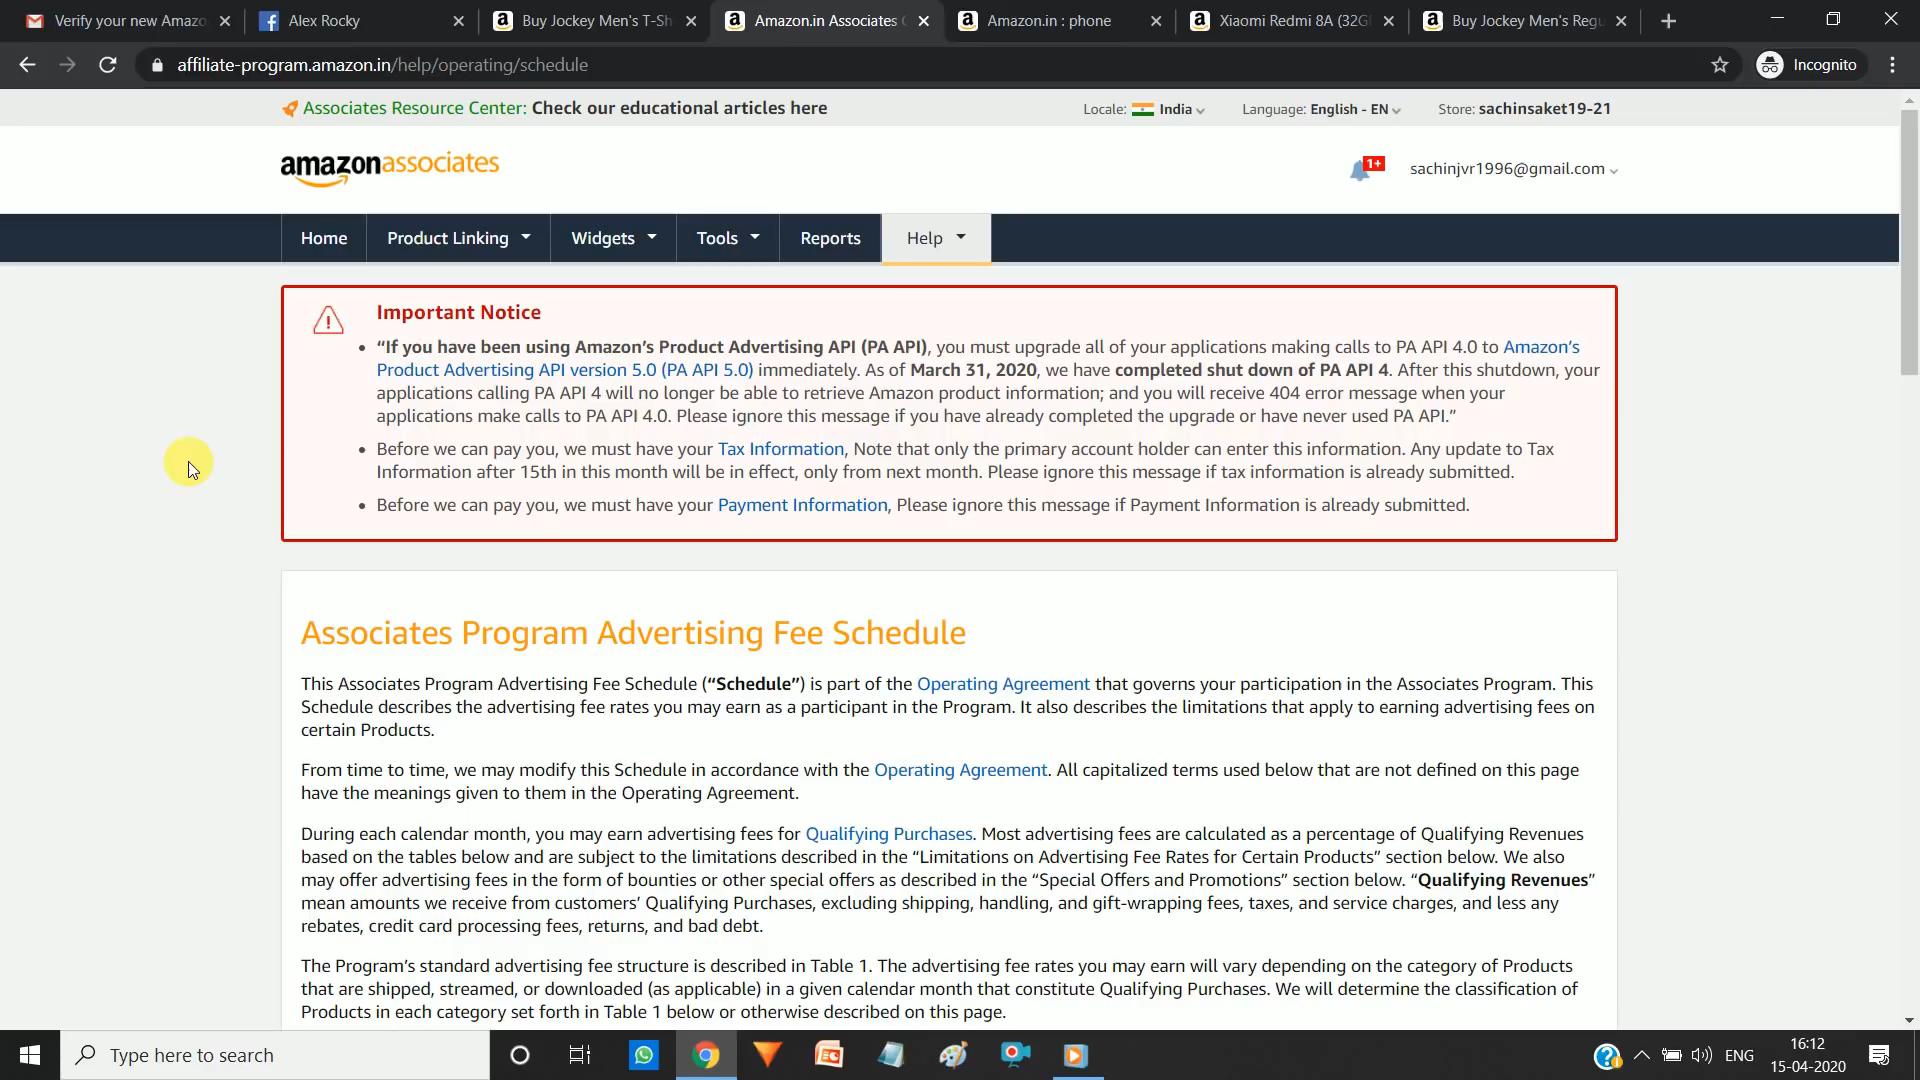 Verify your new Amazo
Alex Rocky
Buy Jockey Men's T-Sh
Amazon.in Associates C
Amazon.in : phone
Xiaomi Redmi 8A (32G
Buy Jockey Men's Regu
affiliate-program.amazon.in/help/operating/schedule
Incognito
Associates Resource Center: Check our educational articles here
Locale: India
Language: English - EN
Store: sachinsaket19-21
amazonassociates
1+
sachinjvr1996@gmail.com
Home
Product Linking
Widgets
Tools
Reports
Help
Important Notice
“If you have been using Amazon’s Product Advertising API (PA API), you must upgrade all of your applications making calls to PA API 4.0 to Amazon’s
Product Advertising API version 5.0 (PA API 5.0) immediately. As of March 31, 2020, we have completed shut down of PA API 4. After this shutdown, your
applications calling PA API 4 will no longer be able to retrieve Amazon product information; and you will receive 404 error message when your
applications make calls to PA API 4.0. Please ignore this message if you have already completed the upgrade or have never used PA API.”
Before we can pay you, we must have your Tax Information, Note that only the primary account holder can enter this information. Any update to Tax
Information after 15th in this month will be in effect, only from next month. Please ignore this message if tax information is already submitted.
Before we can pay you, we must have your Payment Information, Please ignore this message if Payment Information is already submitted.
Associates Program Advertising Fee Schedule
This Associates Program Advertising Fee Schedule (“Schedule”) is part of the Operating Agreement that governs your participation in the Associates Program. This
Schedule describes the advertising fee rates you may earn as a participant in the Program. It also describes the limitations that apply to earning advertising fees on
certain Products.
From time to time, we may modify this Schedule in accordance with the Operating Agreement. All capitalized terms used below that are not defined on this page
have the meanings given to them in the Operating Agreement.
During each calendar month, you may earn advertising fees for Qualifying Purchases. Most advertising fees are calculated as a percentage of Qualifying Revenues
based on the tables below and are subject to the limitations described in the “Limitations on Advertising Fee Rates for Certain Products” section below. We also
may offer advertising fees in the form of bounties or other special offers as described in the “Special Offers and Promotions” section below. “Qualifying Revenues”
mean amounts we receive from customers’ Qualifying Purchases, excluding shipping, handling, and gift-wrapping fees, taxes, and service charges, and less any
rebates, credit card processing fees, returns, and bad debt.
The Program’s standard advertising fee structure is described in Table 1. The advertising fee rates you may earn will vary depending on the category of Products
that are shipped, streamed, or downloaded (as applicable) in a given calendar month that constitute Qualifying Purchases. We will determine the classification of
Products in each category set forth in Table 1 below or otherwise described on this page.
Type here to search
ENG
16:12
15-04-2020